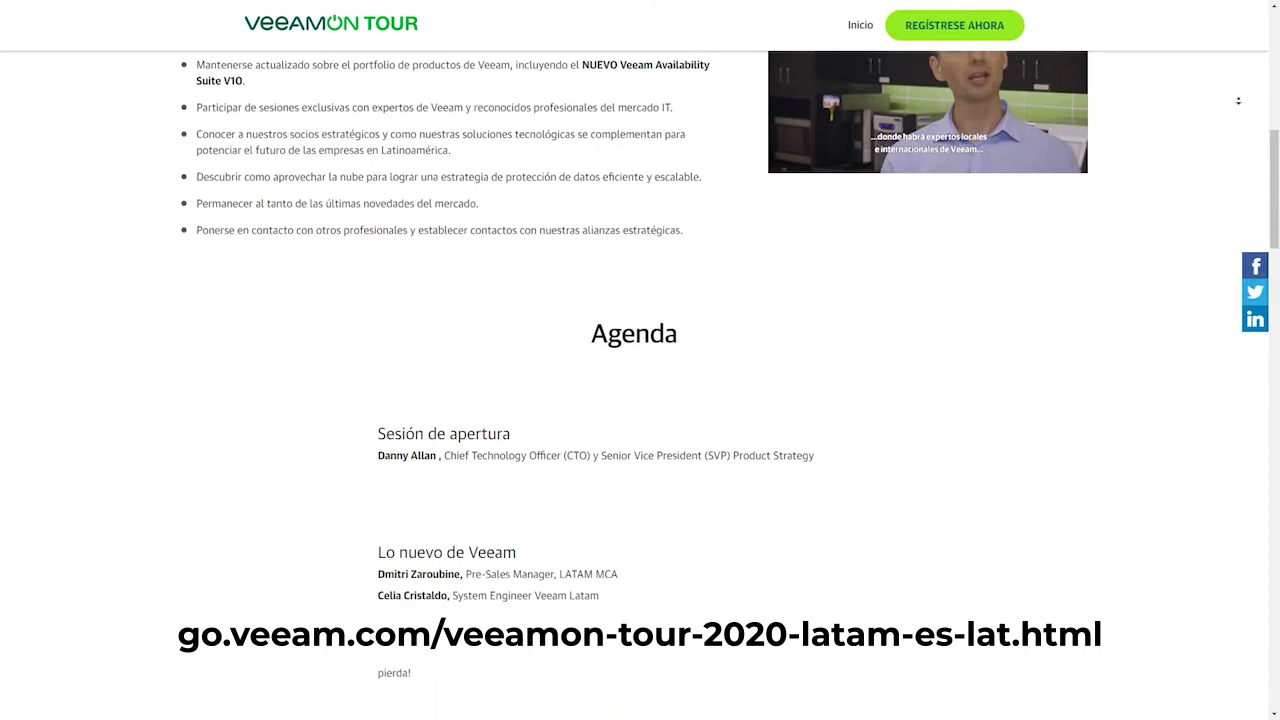 VEEAMON TOUR
Inicio
REGÍSTRESE AHORA
Mantenerse actualizado sobre el portfolio de productos de Veeam, incluyendo el NUEVO Veeam Availability
Suite V10.
Participar de sesiones exclusivas con expertos de Veeam y reconocidos profesionales del mercado IT.
Conocer a nuestros socios estratégicos y como nuestras soluciones tecnológicas se complementan para
potenciar el futuro de las empresas en Latinoamérica.
Descubrir como aprovechar la nube para lograr una estrategia de protección de datos eficiente y escalable.
Permanecer al tanto de las últimas novedades del mercado.
Ponerse en contacto con otros profesionales y establecer contactos con nuestras alianzas estratégicas.
...donde habrá expertos locales
e internacionales de Veeam...
Agenda
Sesión de apertura
Danny Allan , Chief Technology Officer (CTO) y Senior Vice President (SVP) Product Strategy
Lo nuevo de Veeam
Dmitri Zaroubine, Pre-Sales Manager, LATAM MCA
Celia Cristaldo, System Engineer Veeam Latam
go.veeam.com/veeamon-tour-2020-latam-es-lat.html
pierda!